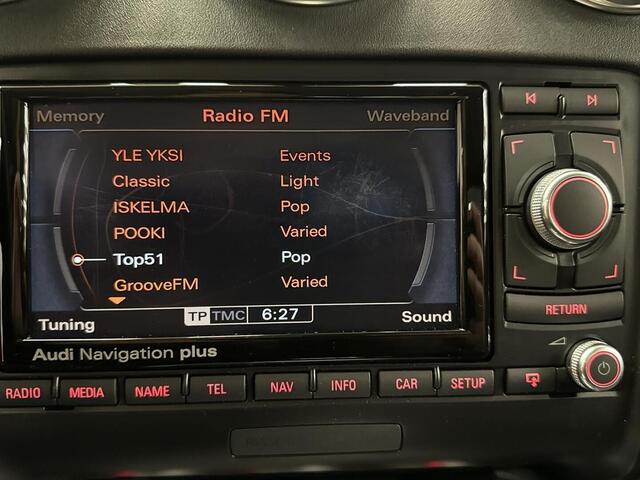 Memory Radio FM Waveband
YLE YKSI Events
Classic Light
ISKELMA Pop
POOKI Varied
Top51 Pop
GrooveFM Varied
Tuning TP TMC 6:27 Sound
Audi Navigation plus
RETURN
RADIO MEDIA NAME TEL NAV INFO CAR SETUP